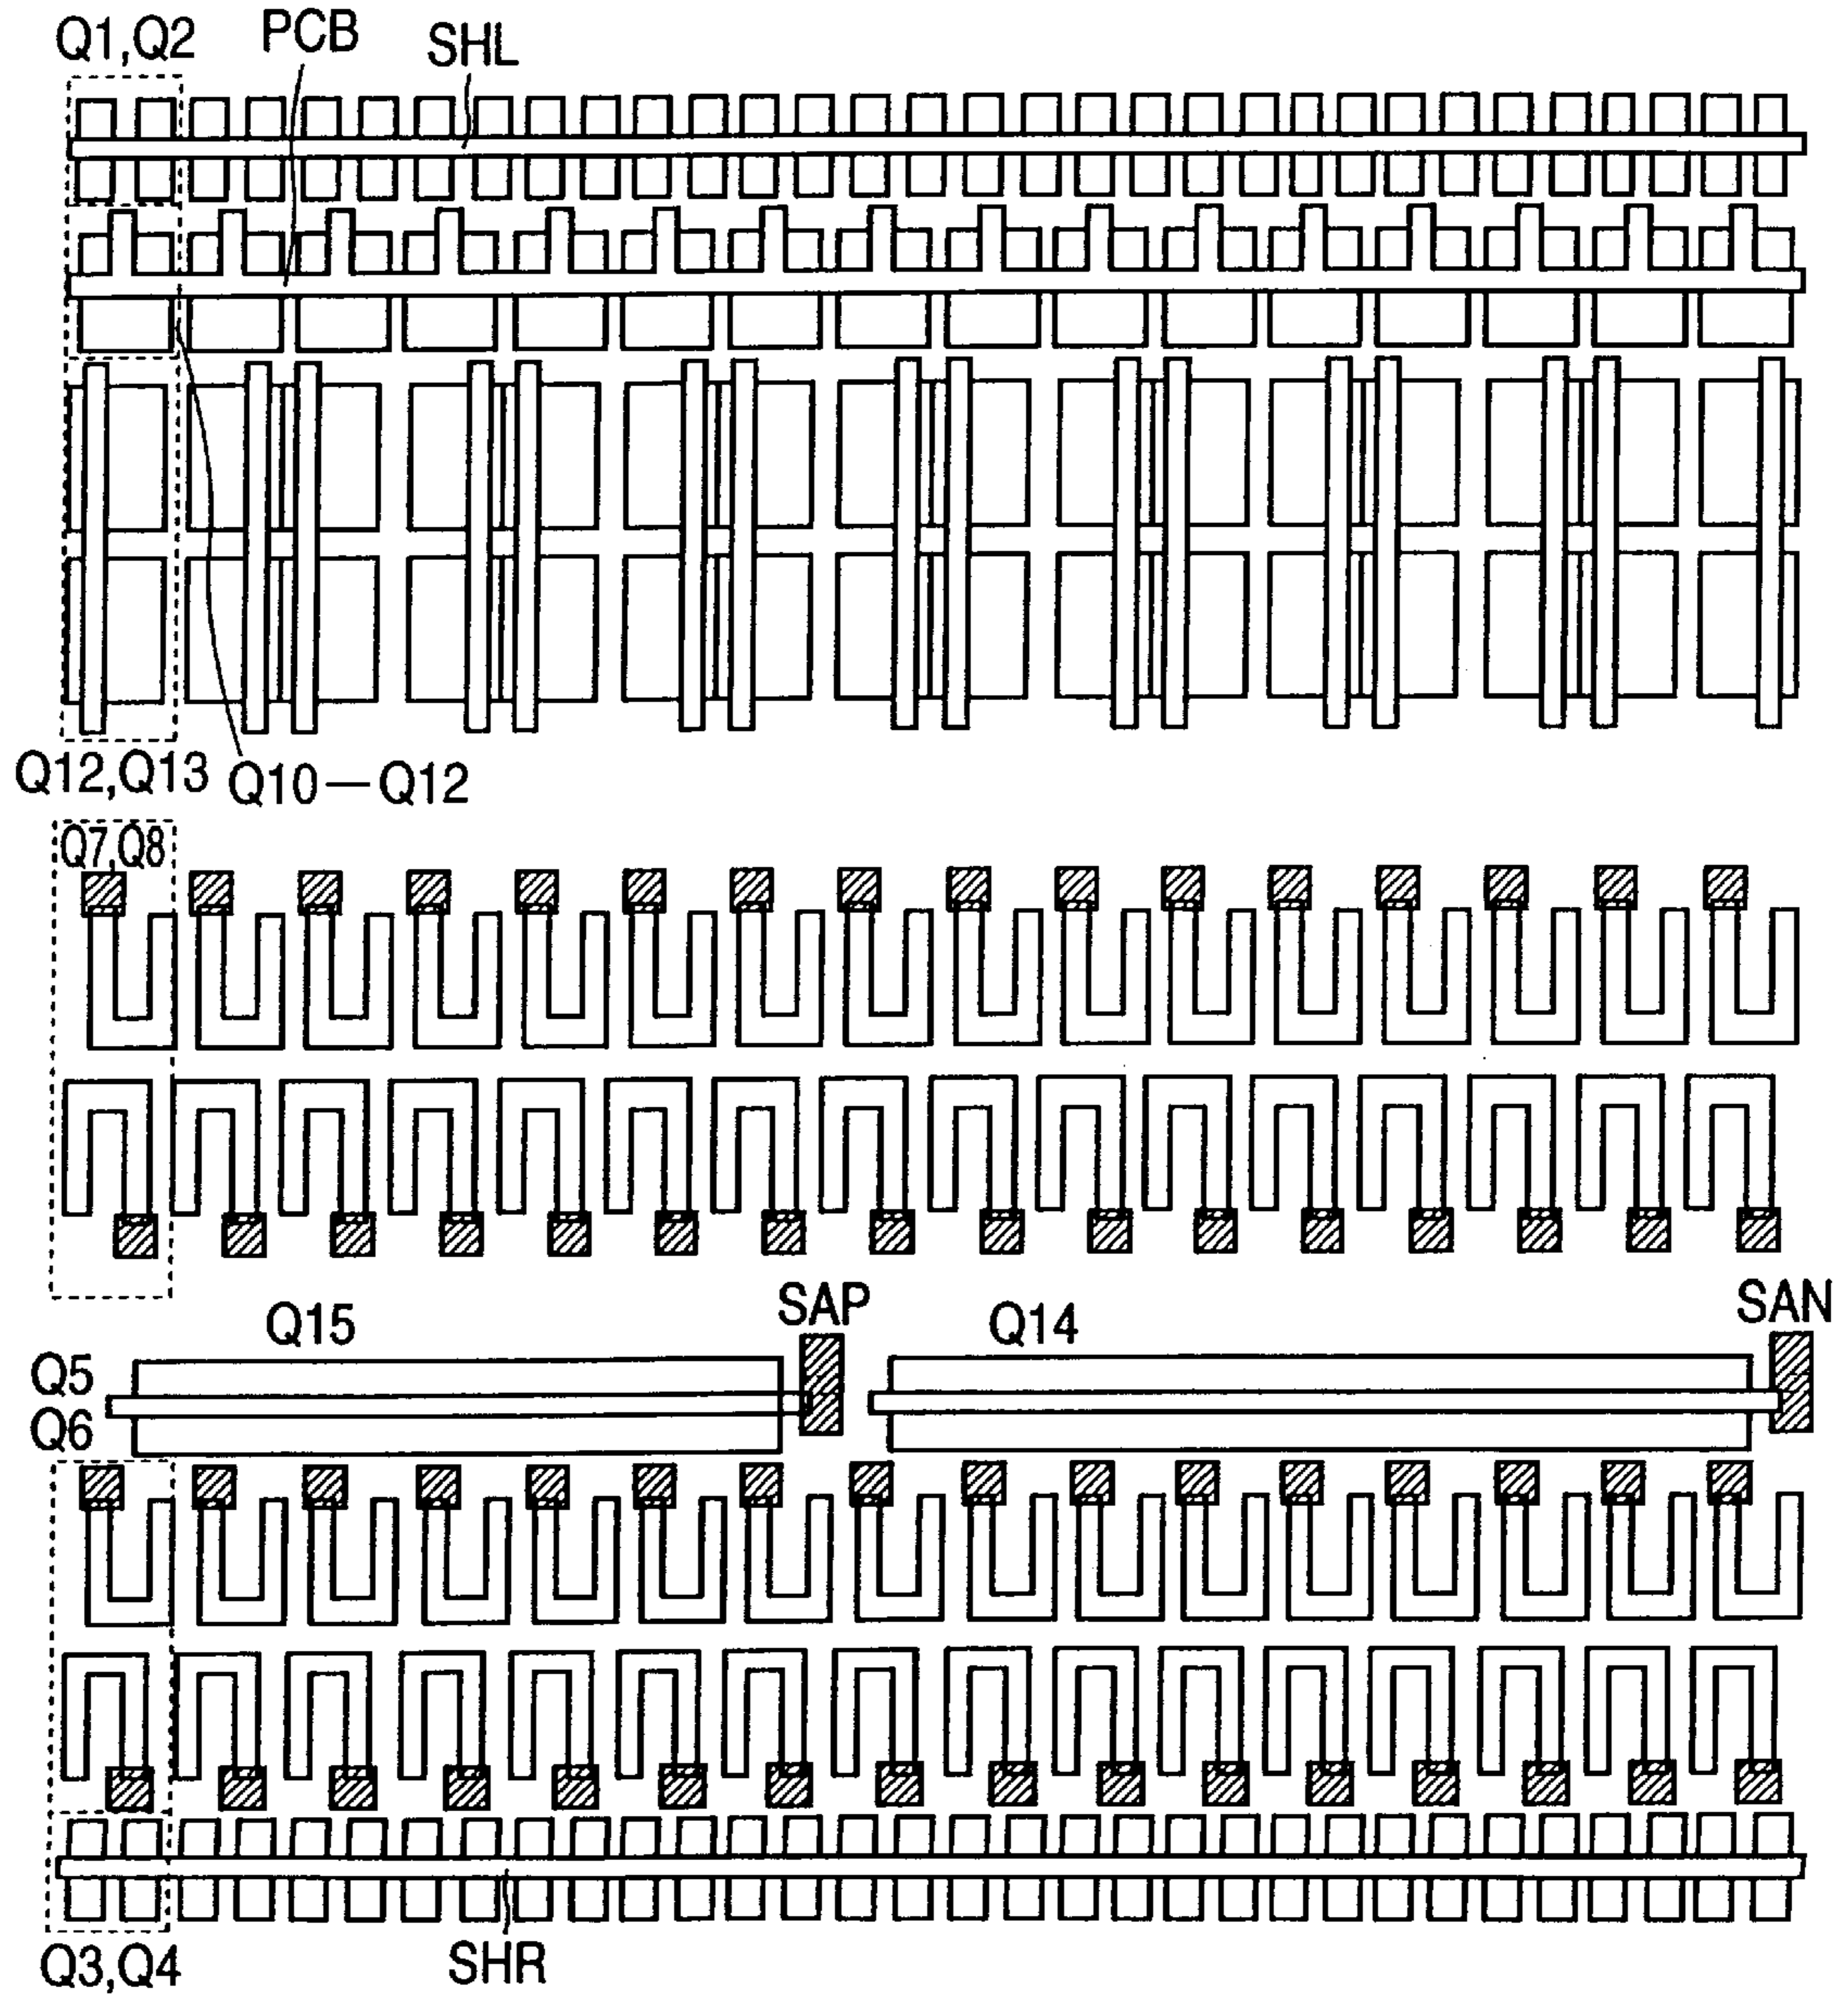 Q1,Q2
PCB
SHL
Q12,Q13
Q10—Q12
Q7,Q8
Q15
SAP
Q14
SAN
Q5
Q6
Q3,Q4
SHR